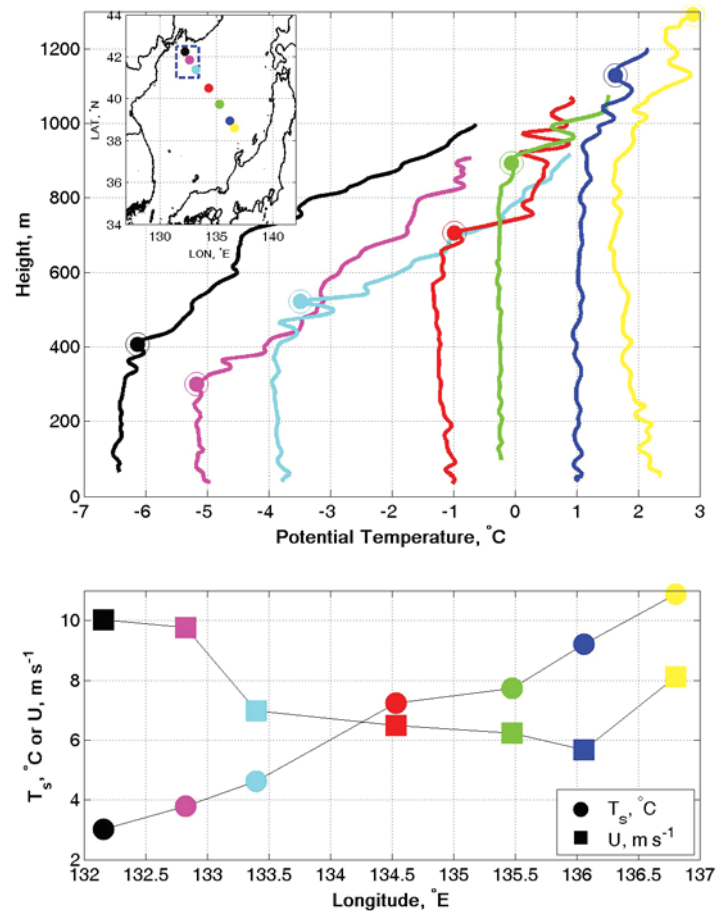 1200
1000
800
600
400
200
0
Height, m
-7 -6 -5 -4 -3 -2 -1 0 1 2 3
Potential Temperature, °C
44
42
40
38
36
34
LAT, °N
130 135 140
LON, °E
10
8
6
4
2
T_s, °C or U, m s⁻¹
132 132.5 133 133.5 134 134.5 135 135.5 136 136.5 137
Longitude, °E
T_s, °C
U, m s⁻¹